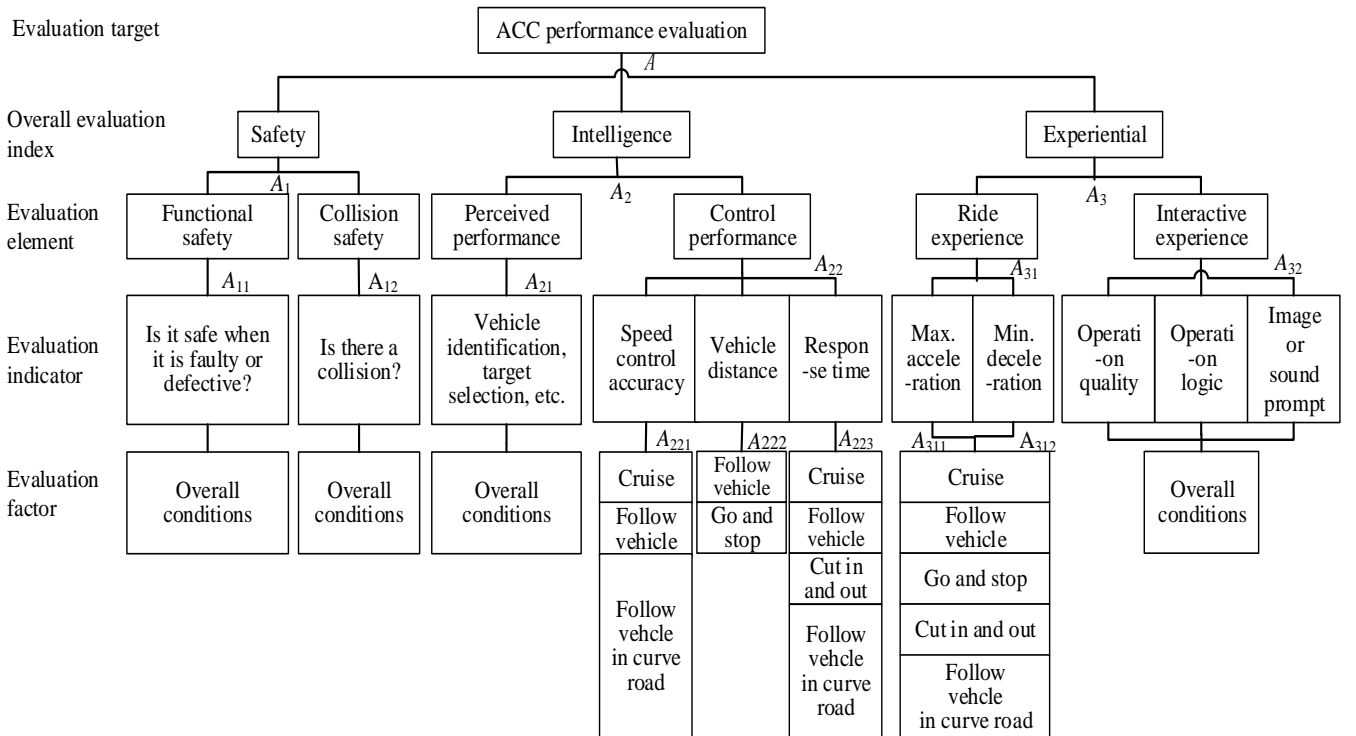 Evaluation target
ACC performance evaluation
A
Overall evaluation
index
Safety
Intelligence
Experiential
A1
A2
A3
Evaluation
element
Functional
safety
Collision
safety
Perceived
performance
Control
performance
Ride
experience
Interactive
experience
A11
A12
A21
A22
A31
A32
Evaluation
indicator
Is it safe when
it is faulty or
defective?
Is there a
collision?
Vehicle
identification,
target
selection, etc.
Speed
control
accuracy
Vehicle
distance
Respon
-se time
Max.
accele
-ration
Min.
decele
-ration
Operati
-on
quality
Operati
-on
logic
Image
or
sound
prompt
A221
A222
A223
A311
A312
Evaluation
factor
Overall
conditions
Overall
conditions
Overall
conditions
Cruise
Follow
vehicle
Follow
vehcle
in curve
road
Follow
vehicle
Go and
stop
Cruise
Follow
vehicle
Cut in
and out
Follow
vehcle
in curve
road
Cruise
Follow
vehicle
Go and stop
Cut in and out
Follow
vehcle
in curve road
Overall
conditions